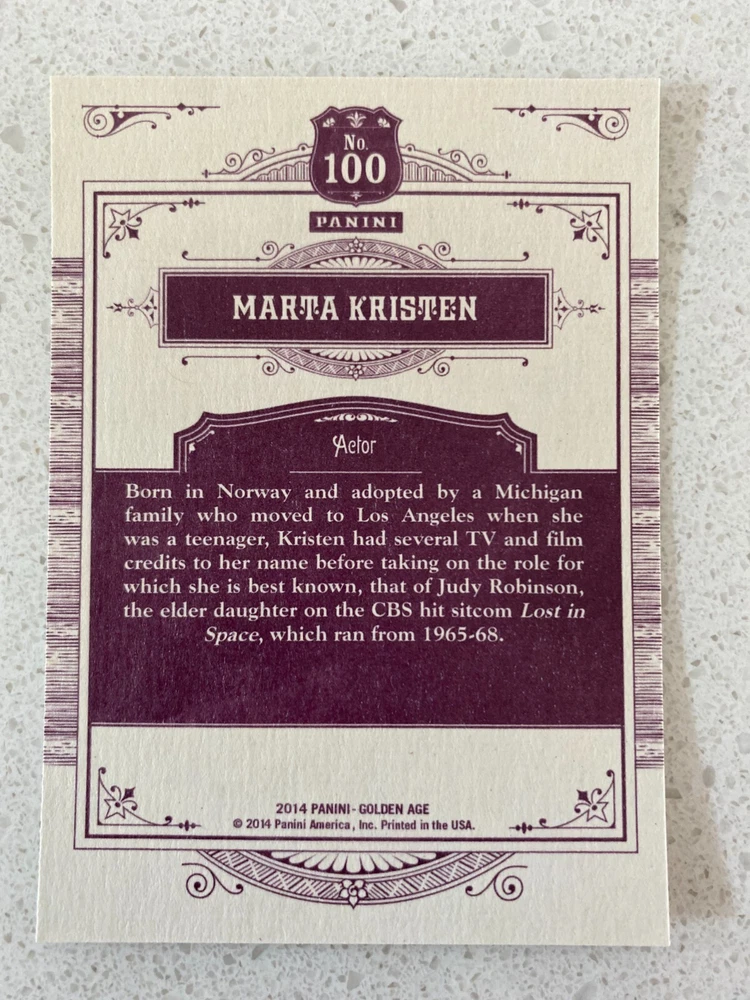 No.
100
PANINI
MARTA KRISTEN
Actor
Born in Norway and adopted by a Michigan
family who moved to Los Angeles when she
was a teenager, Kristen had several TV and film
credits to her name before taking on the role for
which she is best known, that of Judy Robinson,
the elder daughter on the CBS hit sitcom Lost in
Space, which ran from 1965-68.
2014 PANINI - GOLDEN AGE
© 2014 Panini America, Inc. Printed in the USA.